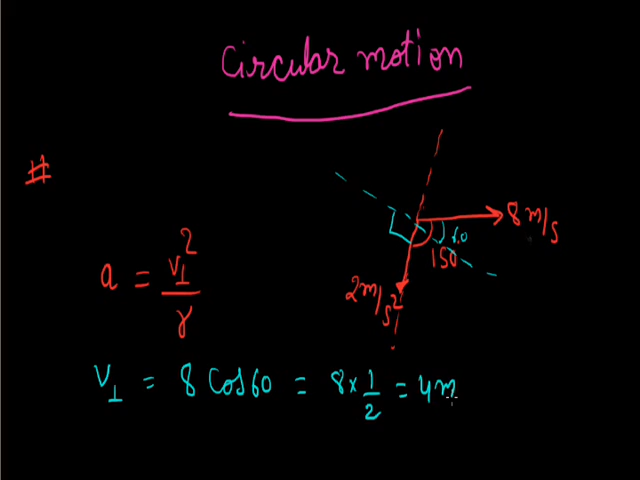 Circular motion
#
8 m/s
60
150
2m/s²
a = v⊥² / r
V⊥ = 8 Cos60 = 8 × 1/2 = 4m